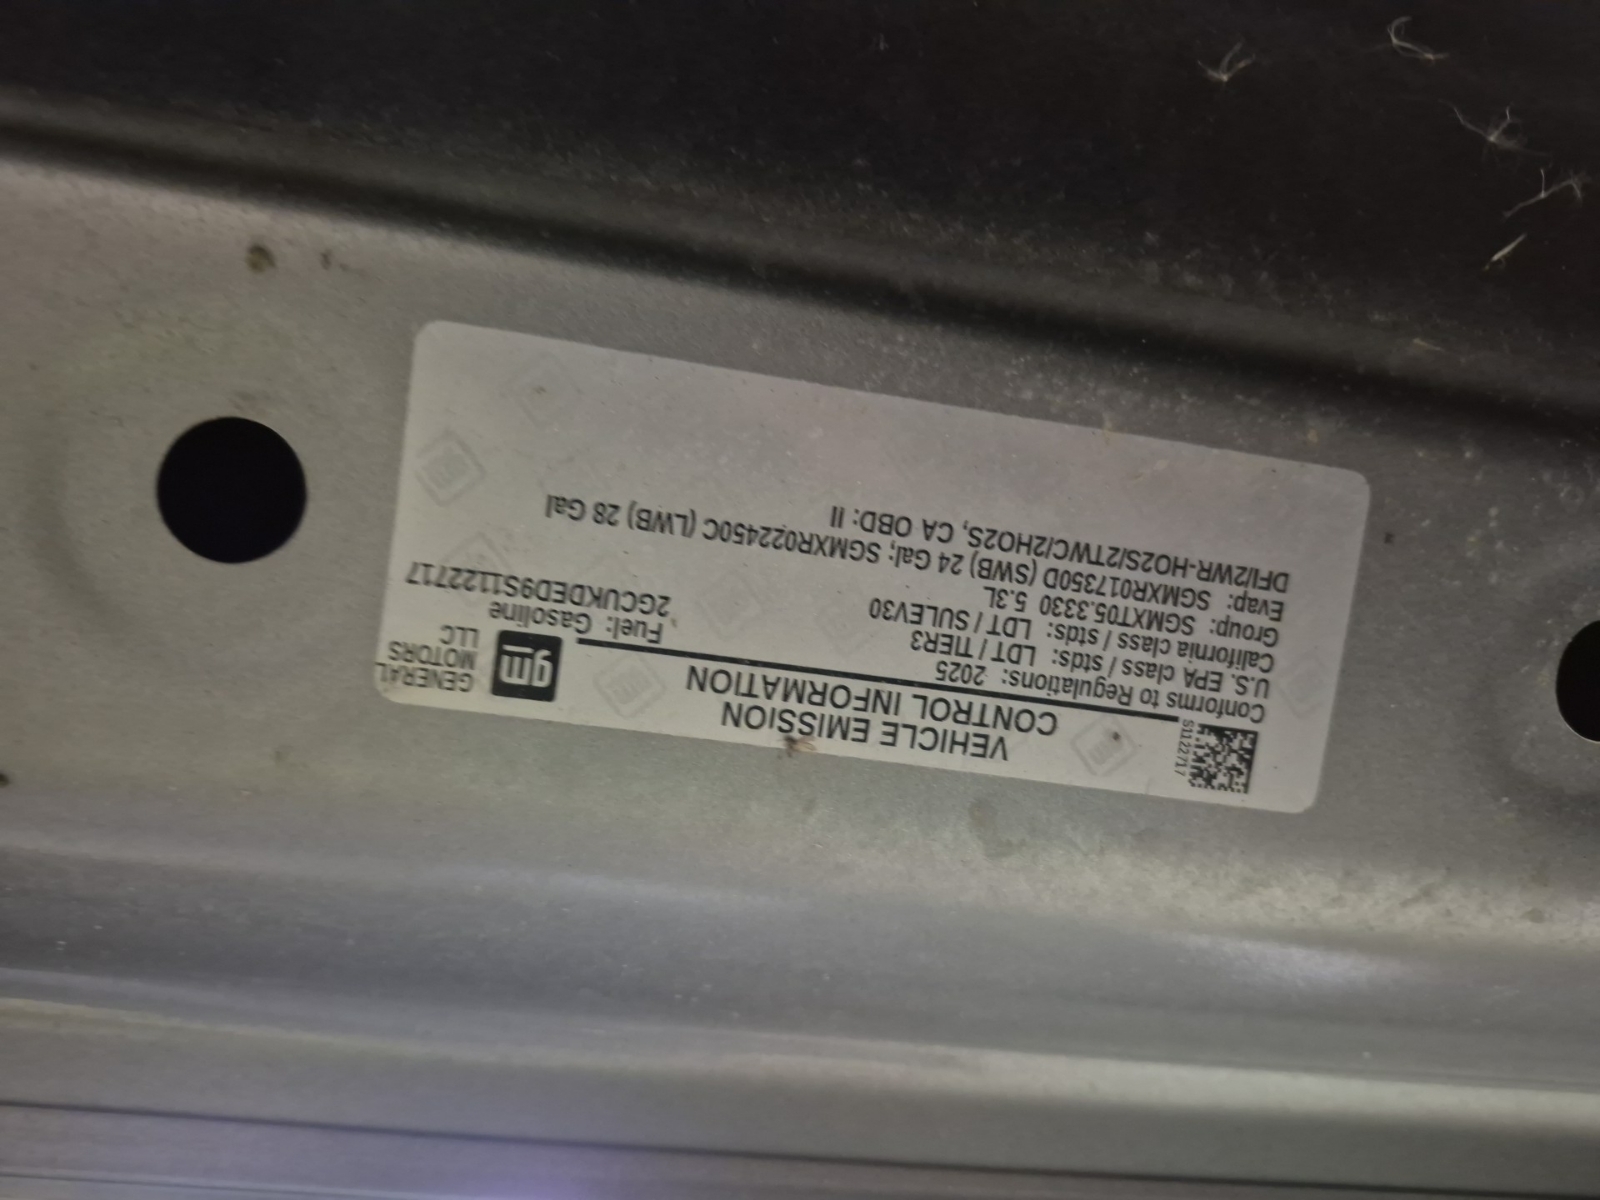 VEHICLE EMISSION
CONTROL INFORMATION
S1122717
gm
GENERAL
MOTORS
LLC
Conforms to Regulations: 2025
Fuel: Gasoline
U.S. EPA class / stds: LDT / TIER3
2GCUKDED9S1122717
California class / stds: LDT / SULEV30
Group: SGMXT05.3330 5.3L
Evap: SGMXR017350D (SWB) 24 Gal; SGMXR022450C (LWB) 28 Gal
DFI/2WR-HO2S/2TWC/2HO2S, CA OBD: II